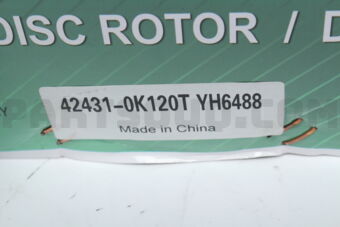 DISC ROTOR / D
42431-0K120T YH6488
Made in China